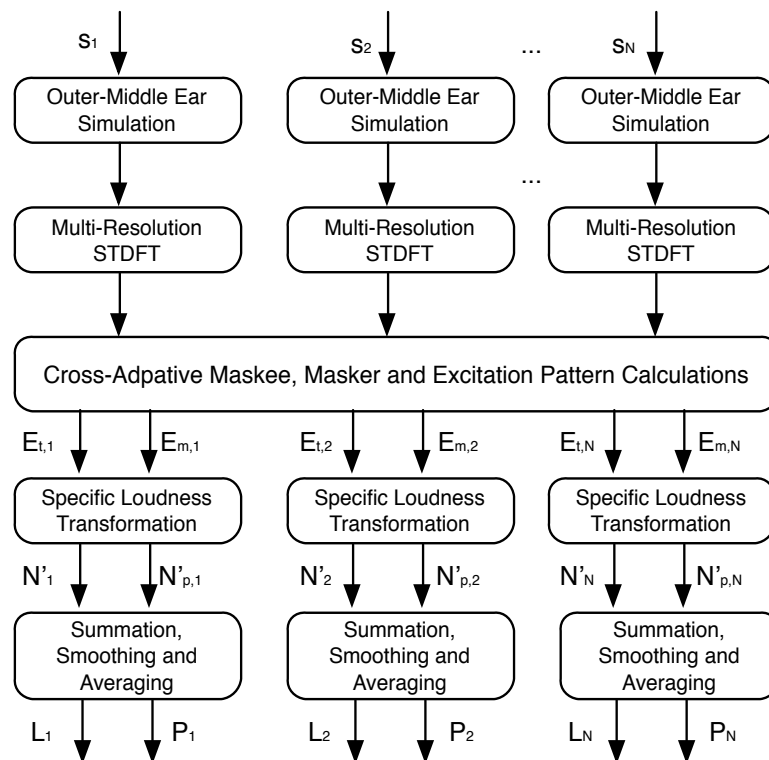 s1 s2 ... sN
Outer-Middle Ear Outer-Middle Ear Outer-Middle Ear
Simulation Simulation Simulation
...
Multi-Resolution Multi-Resolution Multi-Resolution
STDFT STDFT STDFT
Cross-Adpative Maskee, Masker and Excitation Pattern Calculations
Et,1 Em,1 Et,2 Em,2 Et,N Em,N
Specific Loudness Specific Loudness Specific Loudness
Transformation Transformation Transformation
N'1 N'p,1 N'2 N'p,2 N'N N'p,N
Summation, Summation, Summation,
Smoothing and Smoothing and Smoothing and
Averaging Averaging Averaging
L1 P1 L2 P2 LN PN